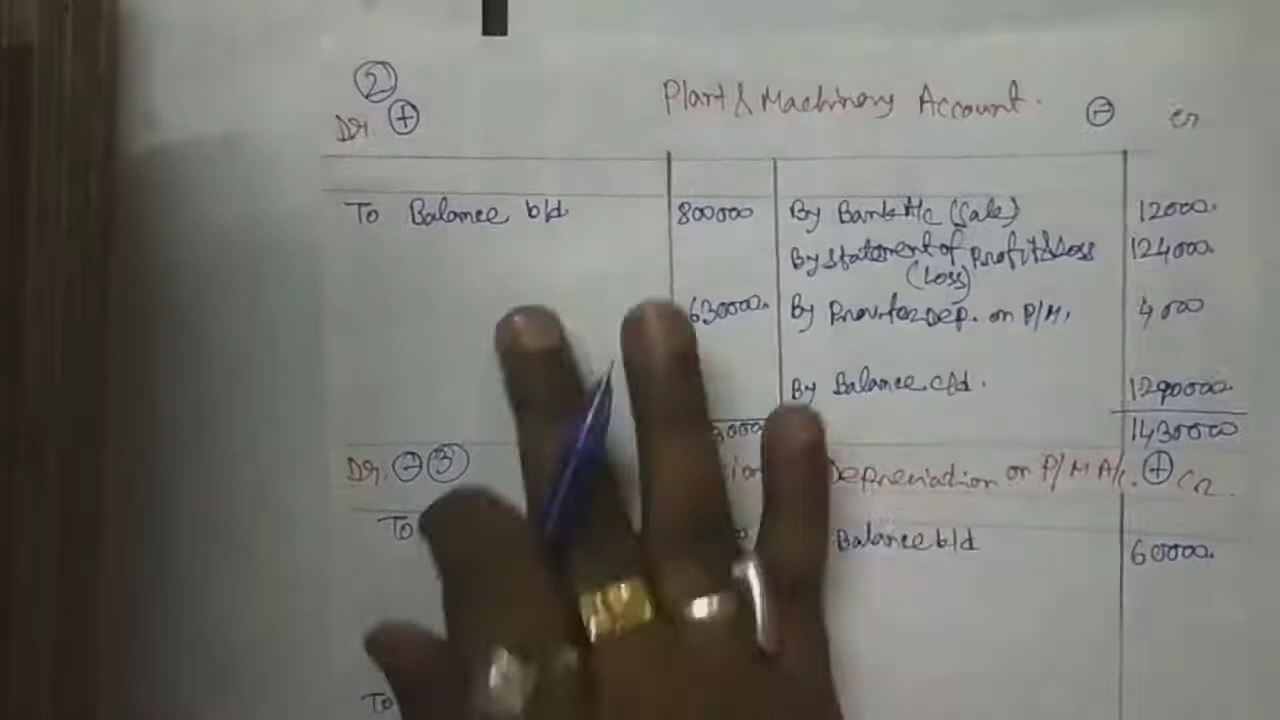 ②
Plant & Machinery Account.
Dr. ⊕ ⊖ Cr
To Balance b/d 800000 By Bank A/c (Sale) 12000.
By Statement of Profit & Loss 124000.
(Loss)
630000. By Prov. for Dep. on P/M, 4000
By Balance c/d. 1290000.
1430000
Dr. ⊖ ③ Depreciation on P/M A/c. ⊕ Cr.
To Balance b/d 60000.
To